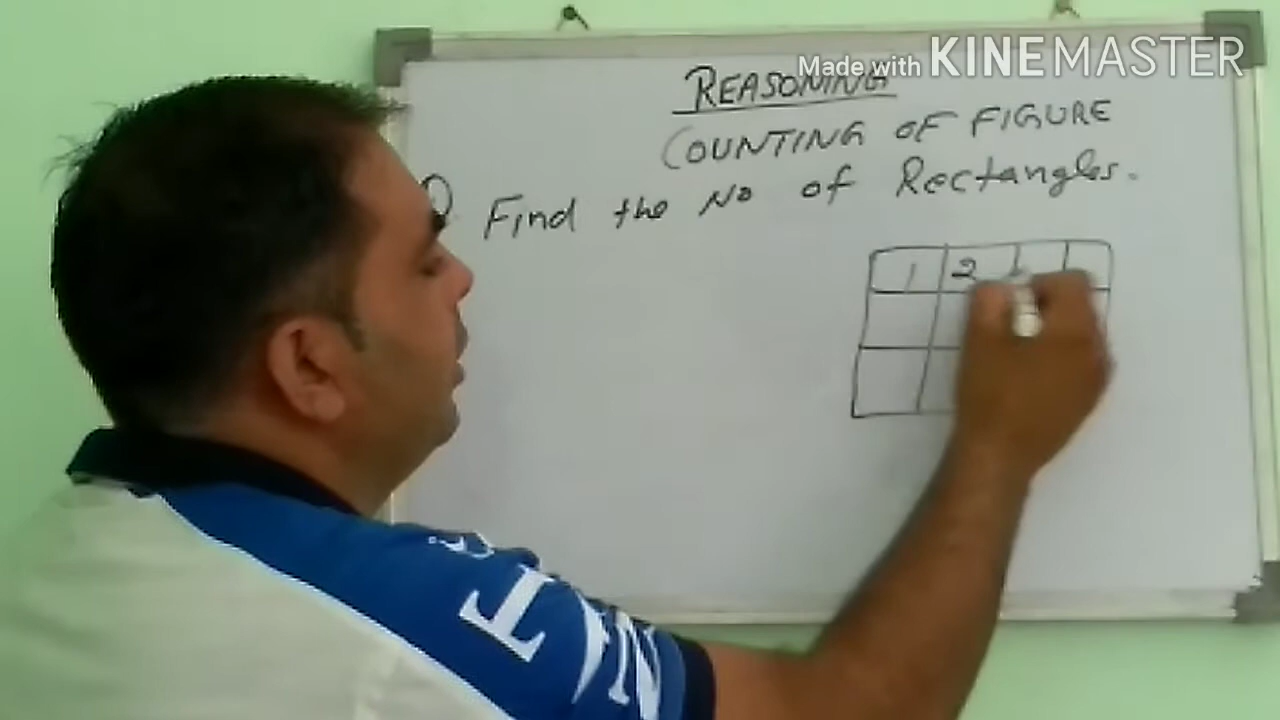 Made with KINEMASTER
REASONING
COUNTING OF FIGURE
Q Find the No of Rectangles.
1 2